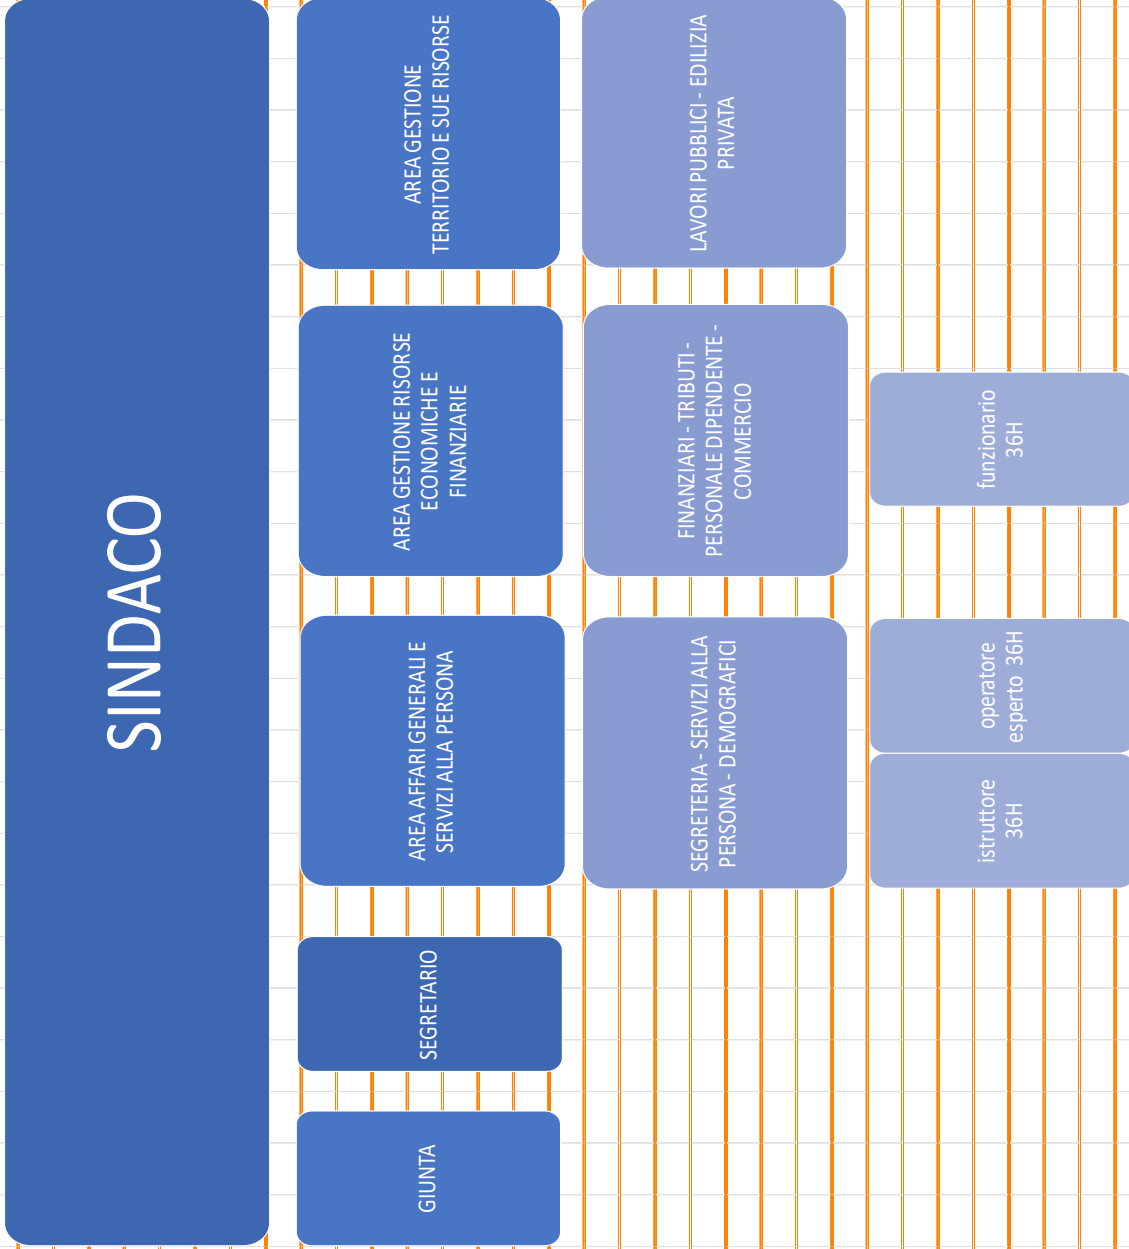 SINDACO
GIUNTA
SEGRETARIO
AREA AFFARI GENERALI E
SERVIZI ALLA PERSONA
AREA GESTIONE RISORSE
ECONOMICHE E
FINANZIARIE
AREA GESTIONE
TERRITORIO E SUE RISORSE
SEGRETERIA - SERVIZI ALLA
PERSONA - DEMOGRAFICI
FINANZIARI - TRIBUTI -
PERSONALE DIPENDENTE -
COMMERCIO
LAVORI PUBBLICI - EDILIZIA
PRIVATA
istruttore
36H
operatore
esperto 36H
funzionario
36H